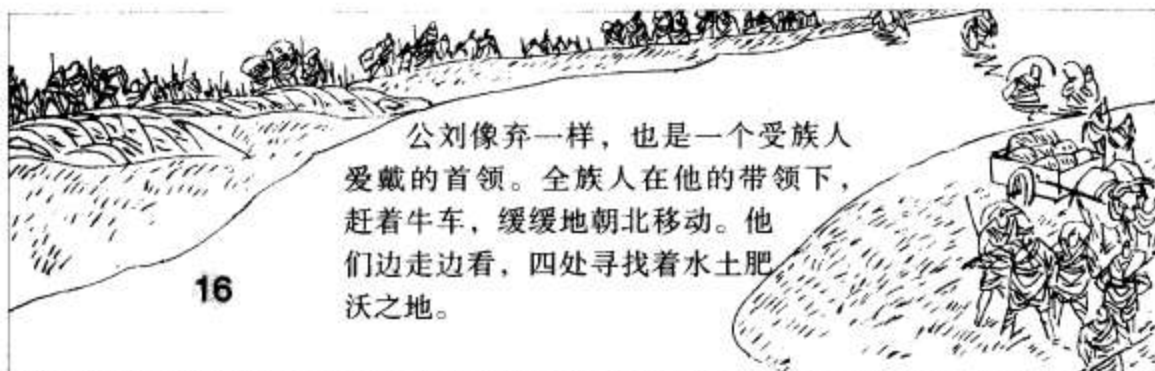 公刘像弃一样，也是一个受族人
爱戴的首领。全族人在他的带领下，
赶着牛车，缓缓地朝北移动。他
们边走边看，四处寻找着水土肥
沃之地。
16